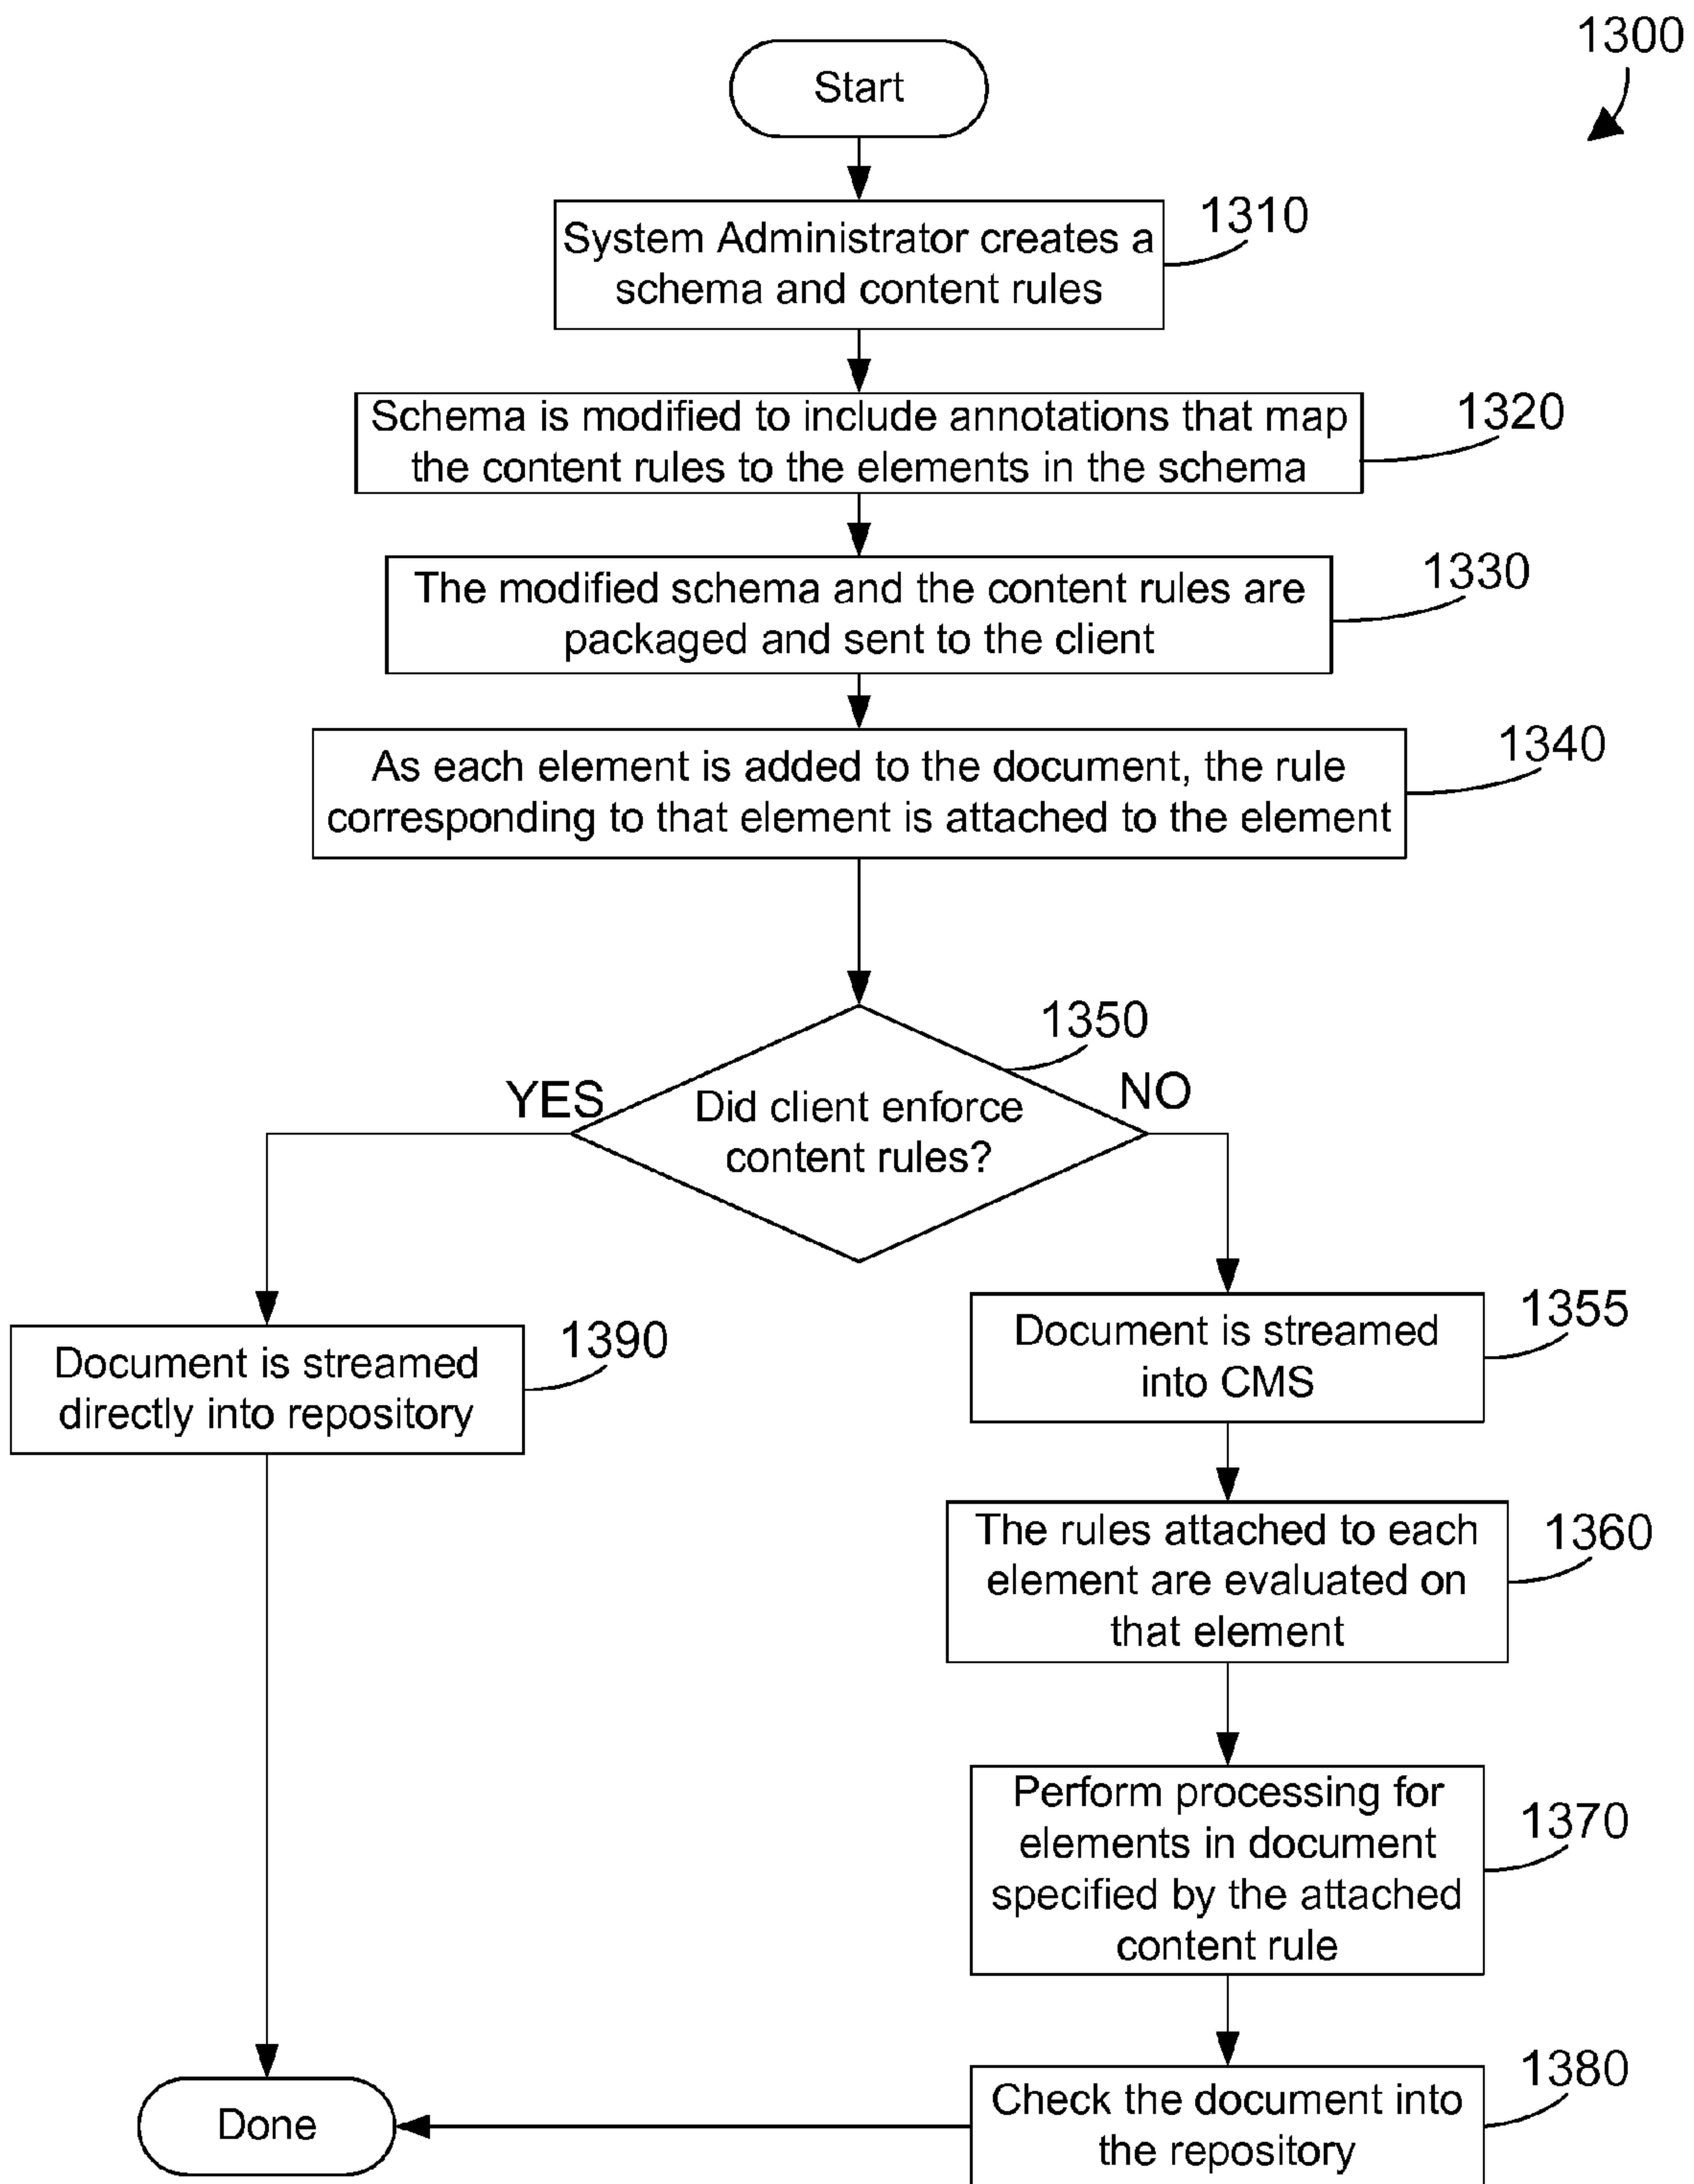 1300
Start
System Administrator creates a
schema and content rules
1310
Schema is modified to include annotations that map
the content rules to the elements in the schema
1320
The modified schema and the content rules are
packaged and sent to the client
1330
As each element is added to the document, the rule
corresponding to that element is attached to the element
1340
1350
YES
Did client enforce
content rules?
NO
Document is streamed
directly into repository
1390
Document is streamed
into CMS
1355
The rules attached to each
element are evaluated on
that element
1360
Perform processing for
elements in document
specified by the attached
content rule
1370
Check the document into
the repository
1380
Done